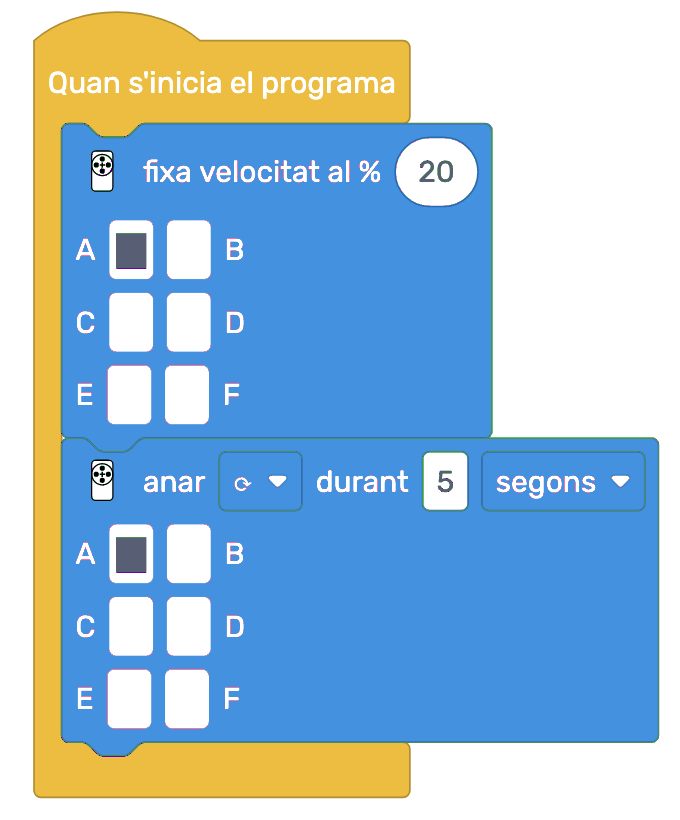 Quan s'inicia el programa
fixa velocitat al % 20
A B
C D
E F
anar ⟳ durant 5 segons
A B
C D
E F